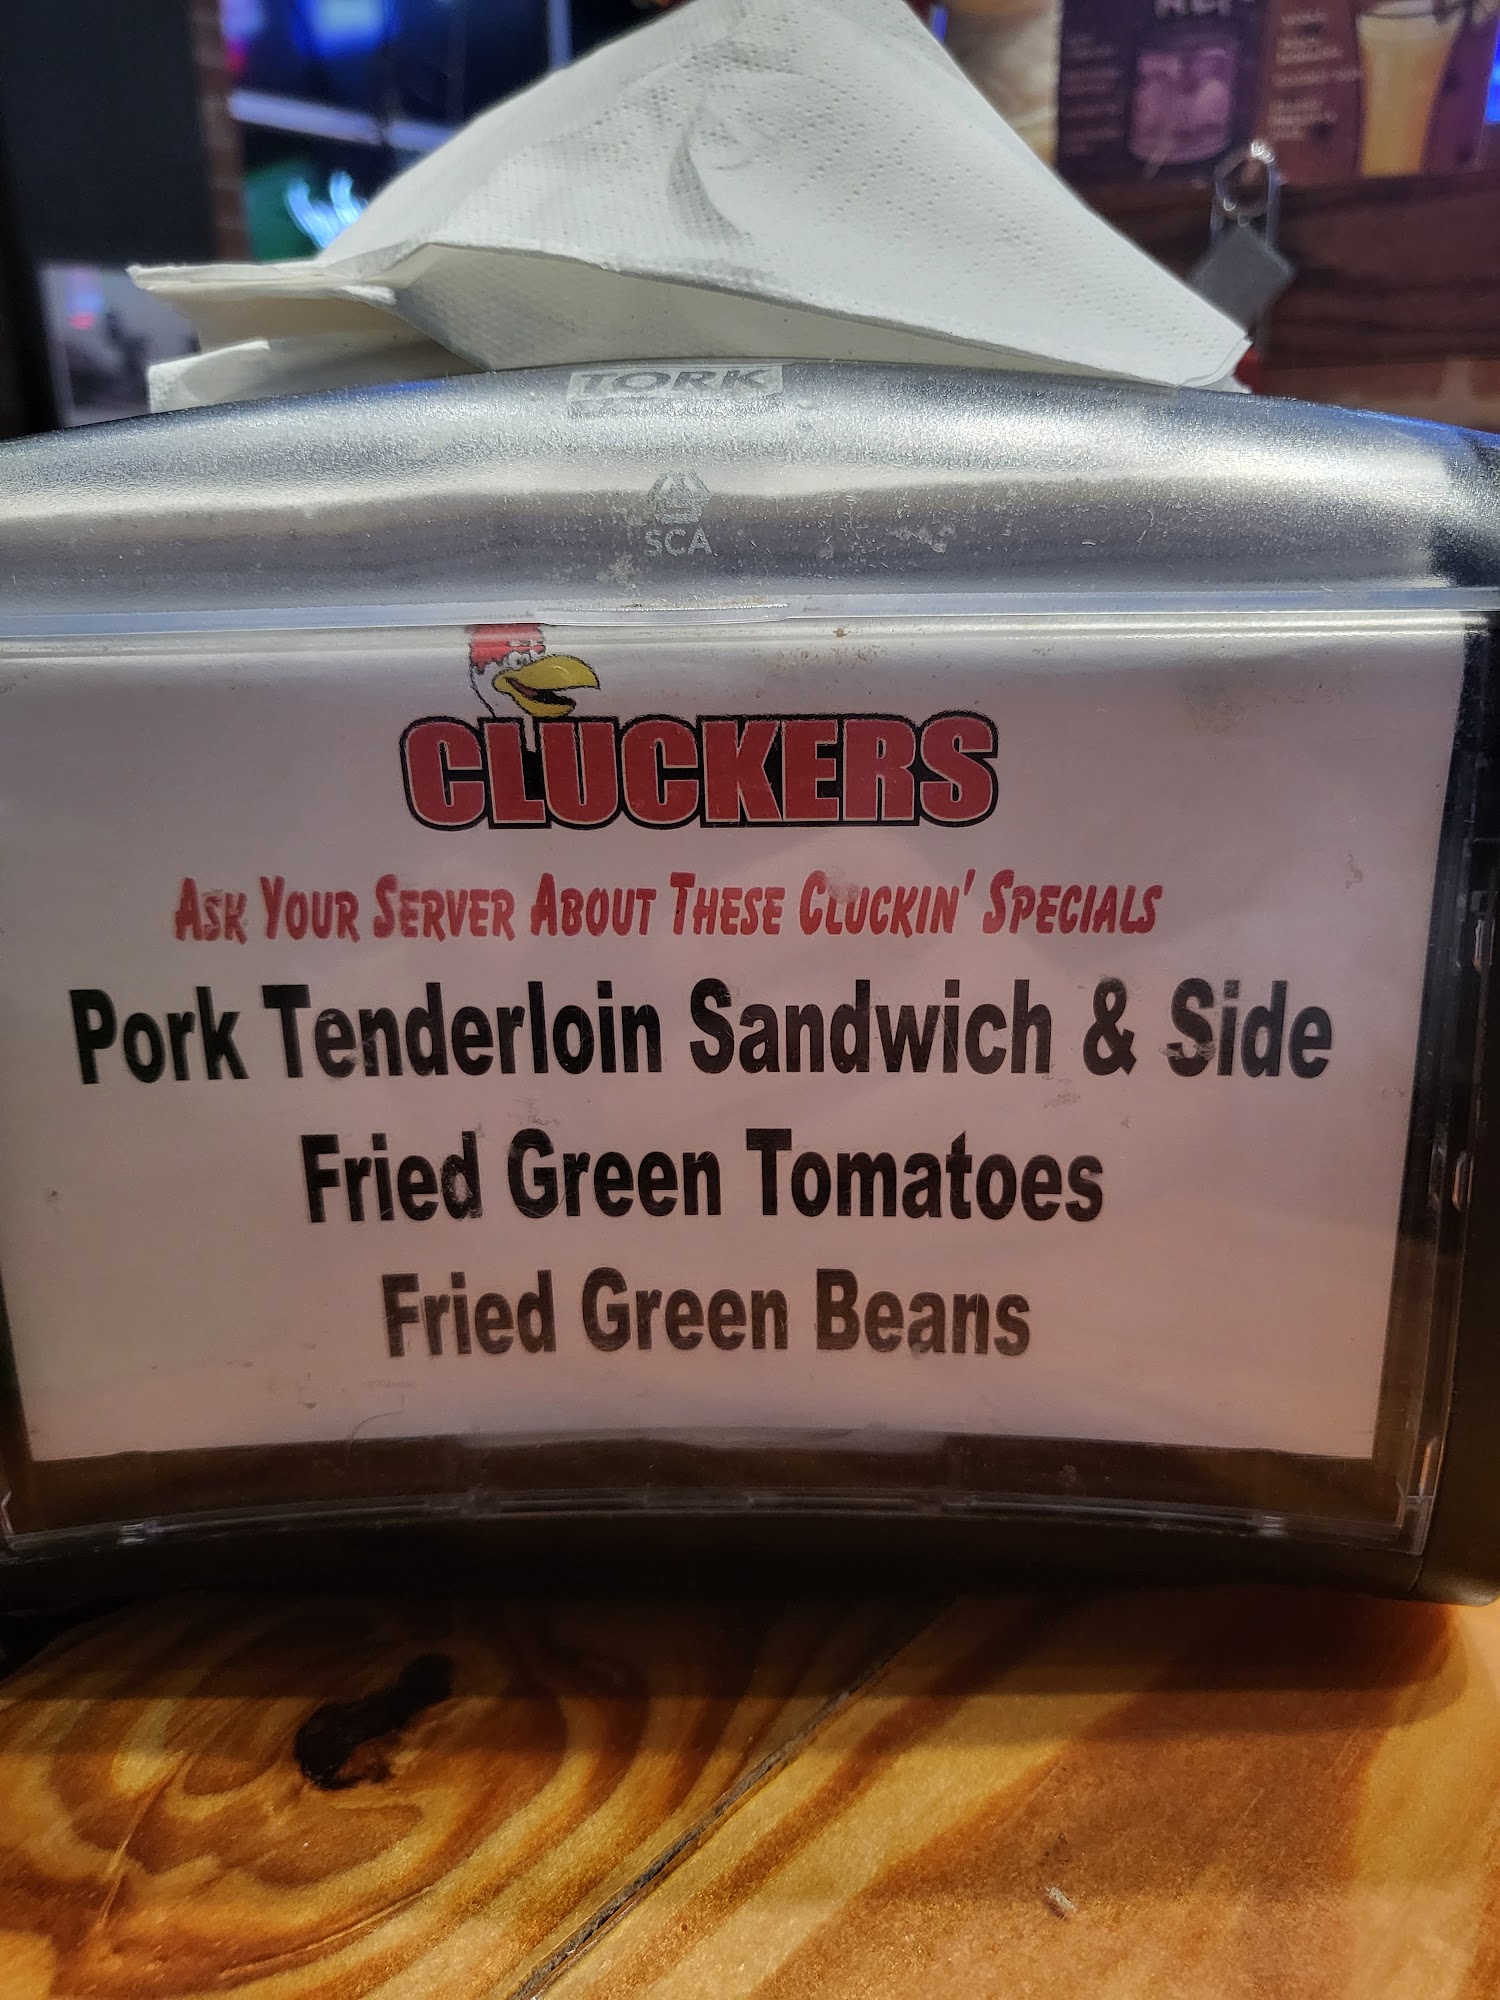 TORK
SCA
CLUCKERS
ASK YOUR SERVER ABOUT THESE CLUCKIN' SPECIALS
Pork Tenderloin Sandwich & Side
Fried Green Tomatoes
Fried Green Beans